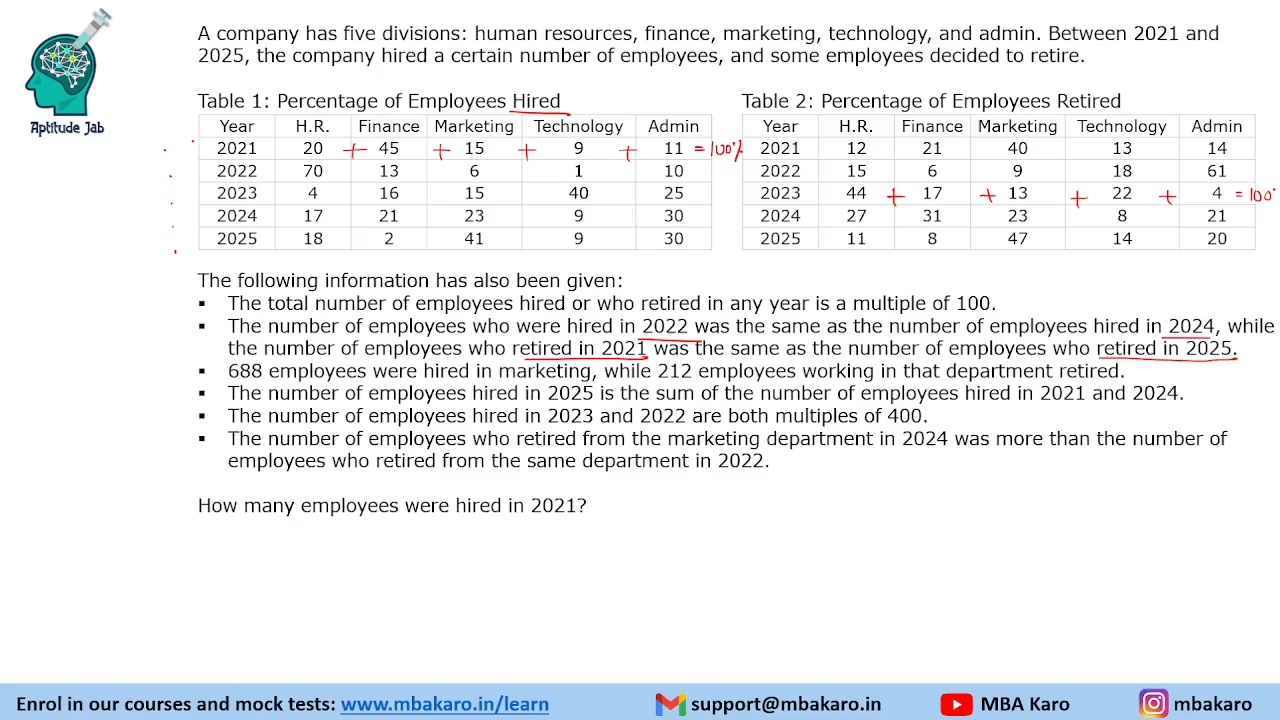 Aptitude Jab
A company has five divisions: human resources, finance, marketing, technology, and admin. Between 2021 and
2025, the company hired a certain number of employees, and some employees decided to retire.
Table 1: Percentage of Employees Hired
Year H.R. Finance Marketing Technology Admin
2021 20 + 45 + 15 + 9 + 11 = 100%
2022 70 13 6 1 10
2023 4 16 15 40 25
2024 17 21 23 9 30
2025 18 2 41 9 30
Table 2: Percentage of Employees Retired
Year H.R. Finance Marketing Technology Admin
2021 12 21 40 13 14
2022 15 6 9 18 61
2023 44 + 17 + 13 + 22 + 4 = 100%
2024 27 31 23 8 21
2025 11 8 47 14 20
The following information has also been given:
▪ The total number of employees hired or who retired in any year is a multiple of 100.
▪ The number of employees who were hired in 2022 was the same as the number of employees hired in 2024, while
the number of employees who retired in 2021 was the same as the number of employees who retired in 2025.
▪ 688 employees were hired in marketing, while 212 employees working in that department retired.
▪ The number of employees hired in 2025 is the sum of the number of employees hired in 2021 and 2024.
▪ The number of employees hired in 2023 and 2022 are both multiples of 400.
▪ The number of employees who retired from the marketing department in 2024 was more than the number of
employees who retired from the same department in 2022.
How many employees were hired in 2021?
Enrol in our courses and mock tests: www.mbakaro.in/learn support@mbakaro.in MBA Karo mbakaro